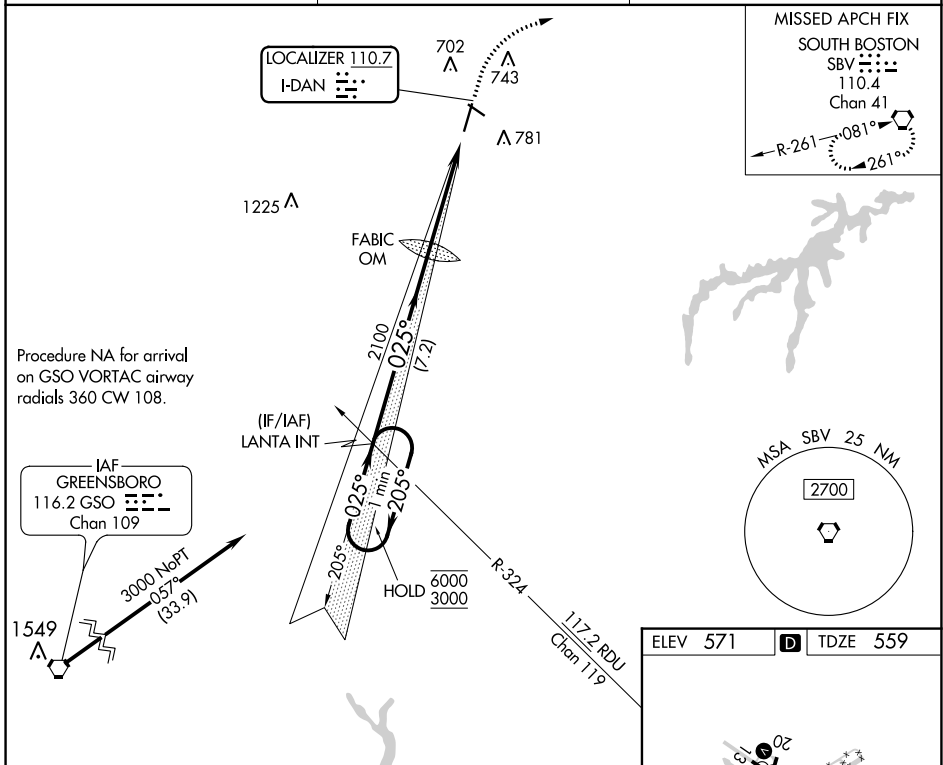 LOCALIZER 110.7
I-DAN
702
743
781
MISSED APCH FIX
SOUTH BOSTON
SBV
110.4
Chan 41
R-261
081°
261°
1225
FABIC
OM
2100
025°
(7.2)
Procedure NA for arrival
on GSO VORTAC airway
radials 360 CW 108.
(IF/IAF)
LANTA INT
IAF
GREENSBORO
116.2 GSO
Chan 109
3000 NoPT
057°
(33.9)
1549
025°
1 min
205°
205°
HOLD 6000
3000
R-324
117.2 RDU
Chan 119
MSA SBV 25 NM
2700
ELEV 571
D
TDZE 559
20
V
13